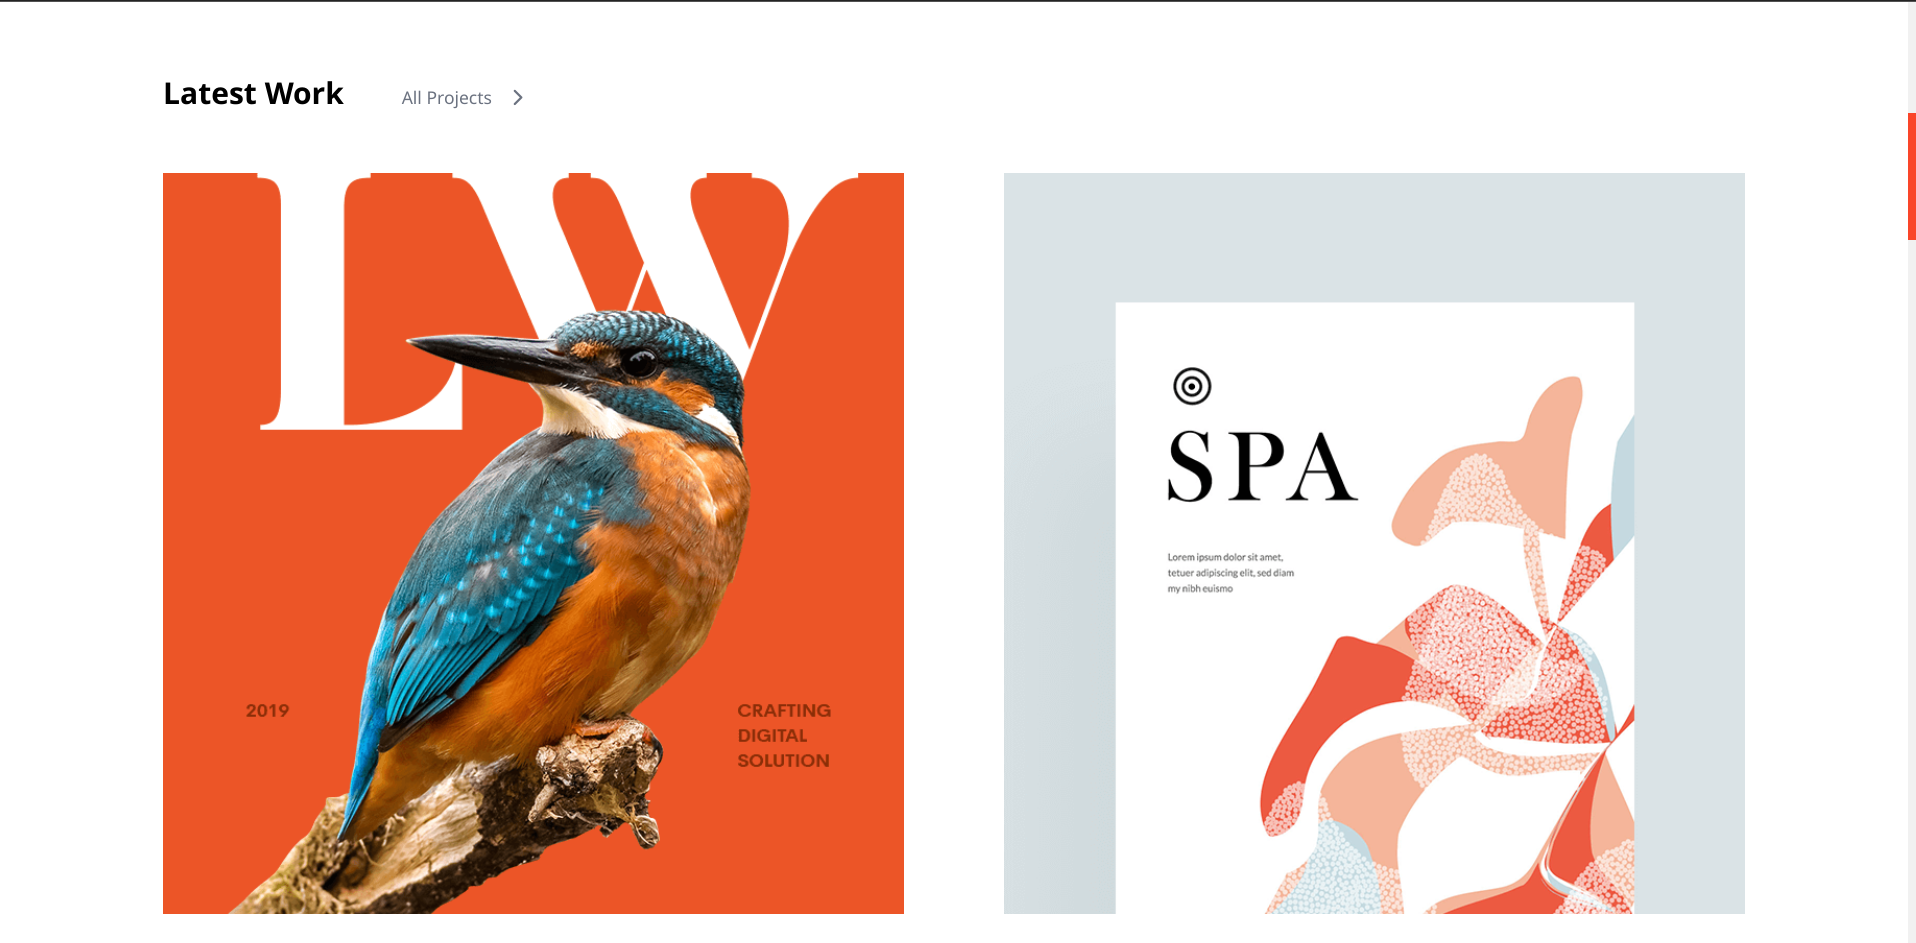 Latest Work
All Projects
LW
2019
CRAFTING
DIGITAL
SOLUTION
SPA
Lorem ipsum dolor sit amet,
tetuer adipiscing elit, sed diam
my nibh euismo